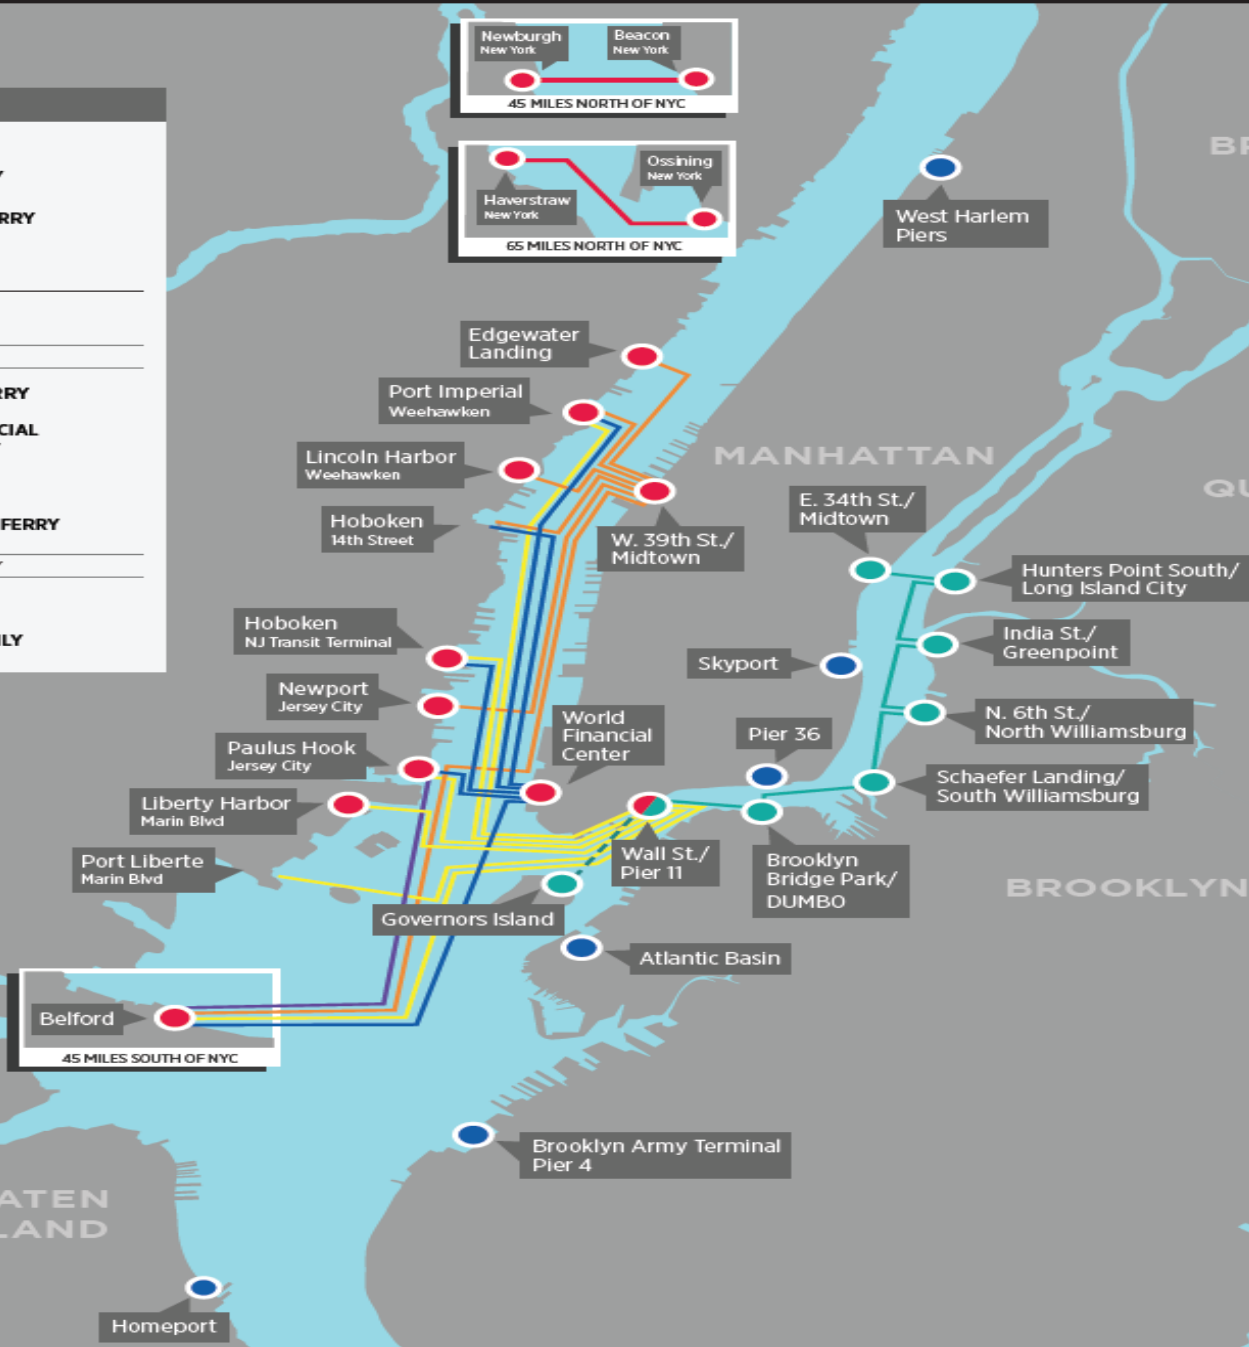 Newburgh
New York
Beacon
New York
45 MILES NORTH OF NYC
Haverstraw
New York
Ossining
New York
65 MILES NORTH OF NYC
Y
RRY
RRY
CIAL
FERRY
Y
LY
BR
West Harlem
Piers
Edgewater
Landing
Port Imperial
Weehawken
Lincoln Harbor
Weehawken
Hoboken
14th Street
MANHATTAN
QU
W. 39th St./
Midtown
E. 34th St./
Midtown
Hunters Point South/
Long Island City
India St./
Greenpoint
Skyport
Hoboken
NJ Transit Terminal
Newport
Jersey City
Paulus Hook
Jersey City
World
Financial
Center
Pier 36
N. 6th St./
North Williamsburg
Schaefer Landing/
South Williamsburg
Liberty Harbor
Marin Blvd
Port Liberte
Marin Blvd
Wall St./
Pier 11
Brooklyn
Bridge Park/
DUMBO
BROOKLYN
Governors Island
Atlantic Basin
Belford
45 MILES SOUTH OF NYC
Brooklyn Army Terminal
Pier 4
ATEN
LAND
Homeport